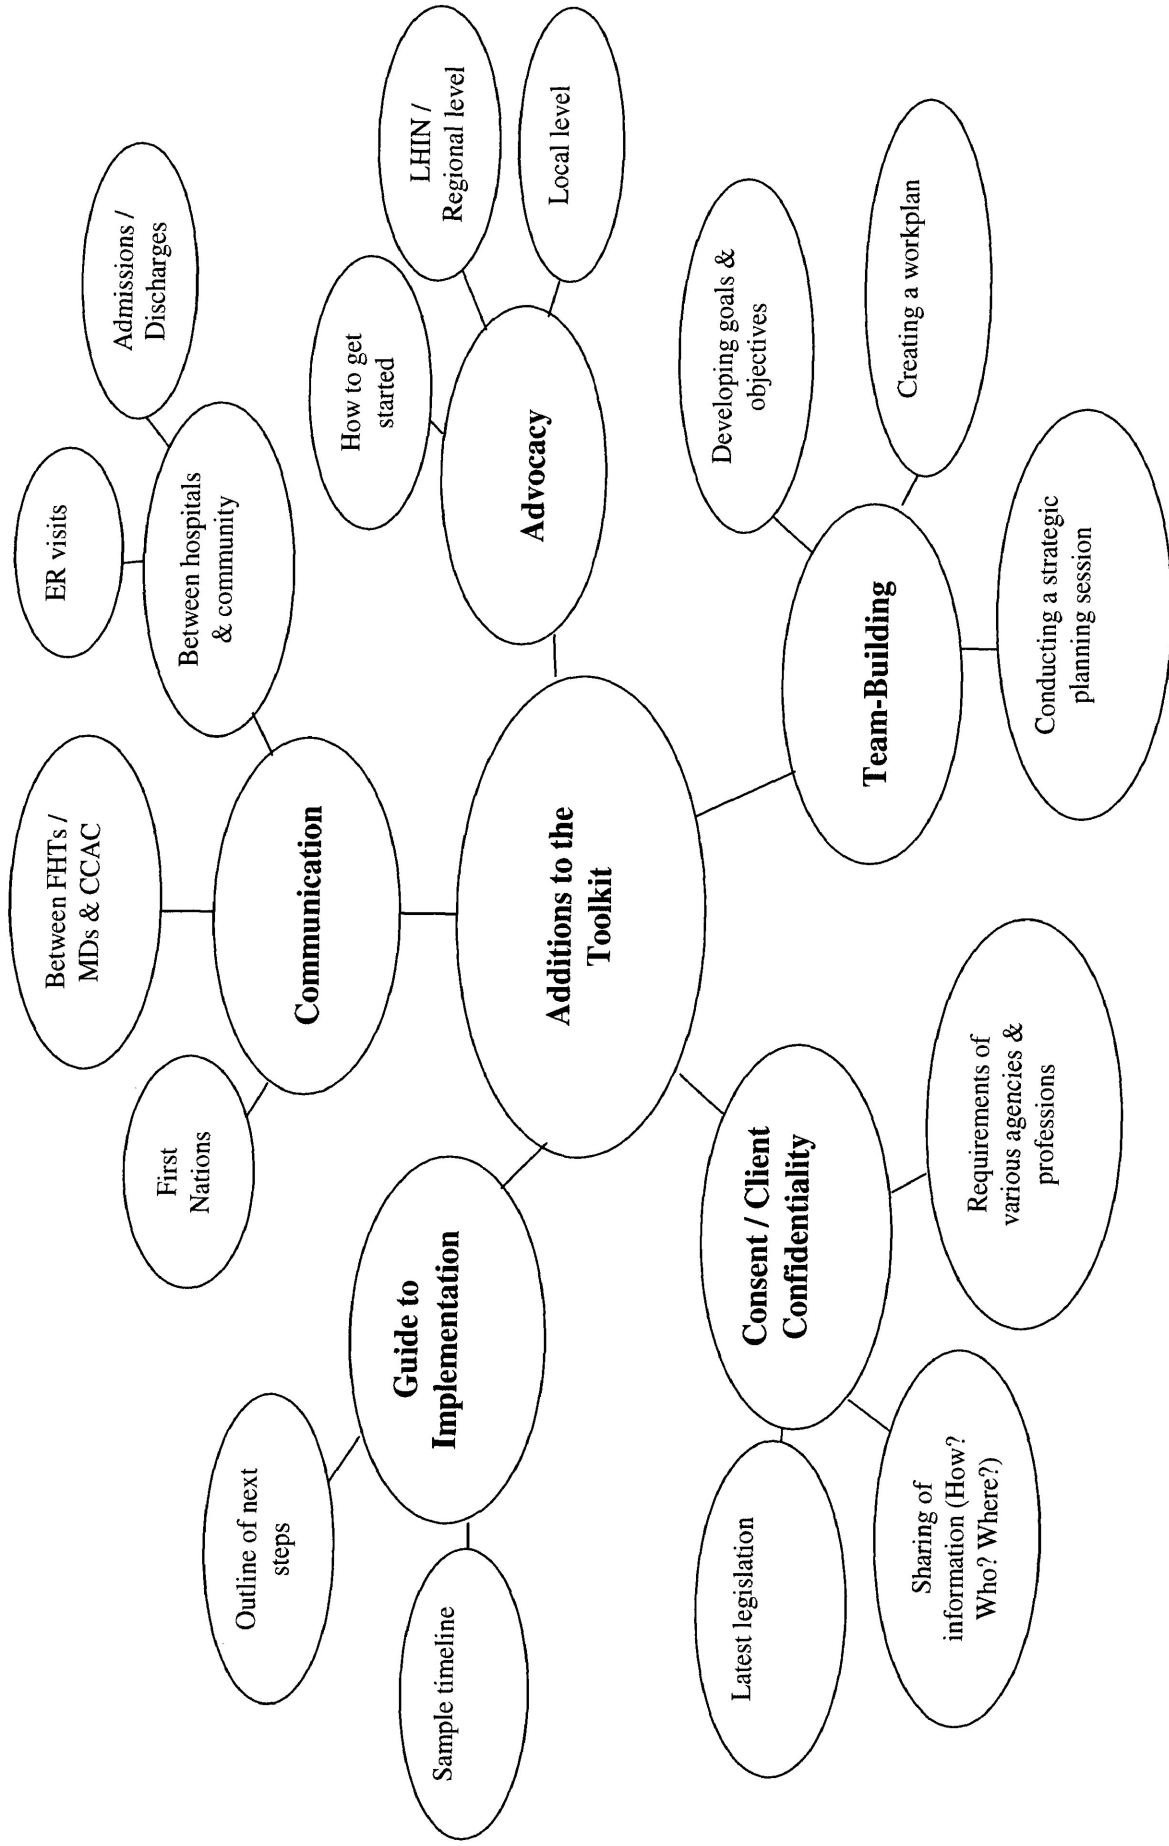 Additions to the
Toolkit
Communication
First
Nations
Between FHTs /
MDs & CCAC
Between hospitals
& community
ER visits
Admissions /
Discharges
Advocacy
How to get
started
LHIN /
Regional level
Local level
Team-Building
Developing goals &
objectives
Creating a workplan
Conducting a strategic
planning session
Consent / Client
Confidentiality
Requirements of
various agencies &
professions
Sharing of
information (How?
Who? Where?)
Latest legislation
Guide to
Implementation
Outline of next
steps
Sample timeline